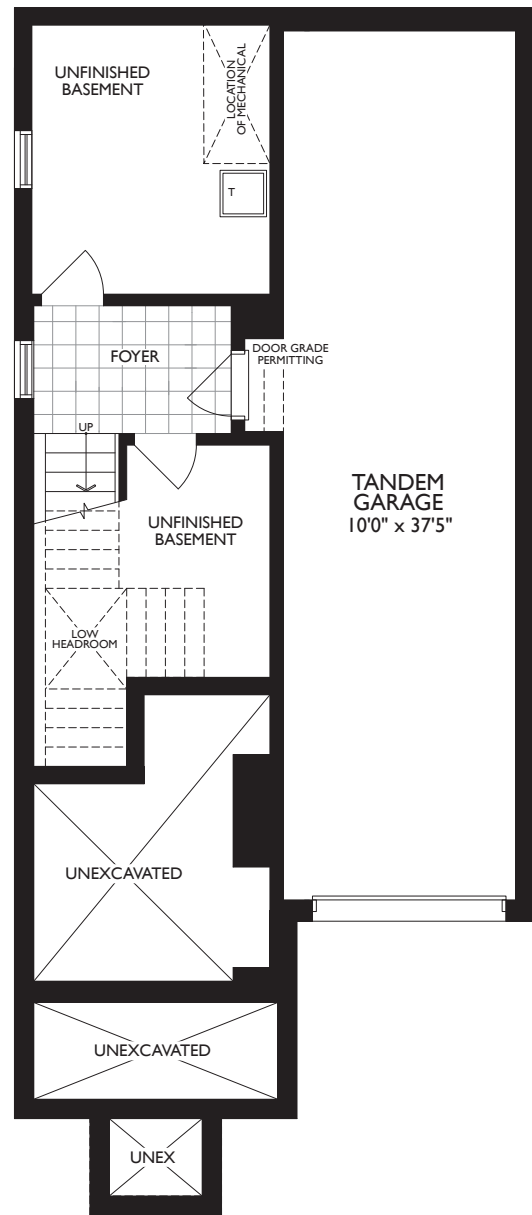 UNFINISHED
BASEMENT
LOCATION
OF MECHANICAL
T
FOYER
DOOR GRADE
PERMITTING
UP
TANDEM
GARAGE
10'0" x 37'5"
UNFINISHED
BASEMENT
LOW
HEADROOM
UNEXCAVATED
UNEXCAVATED
UNEX